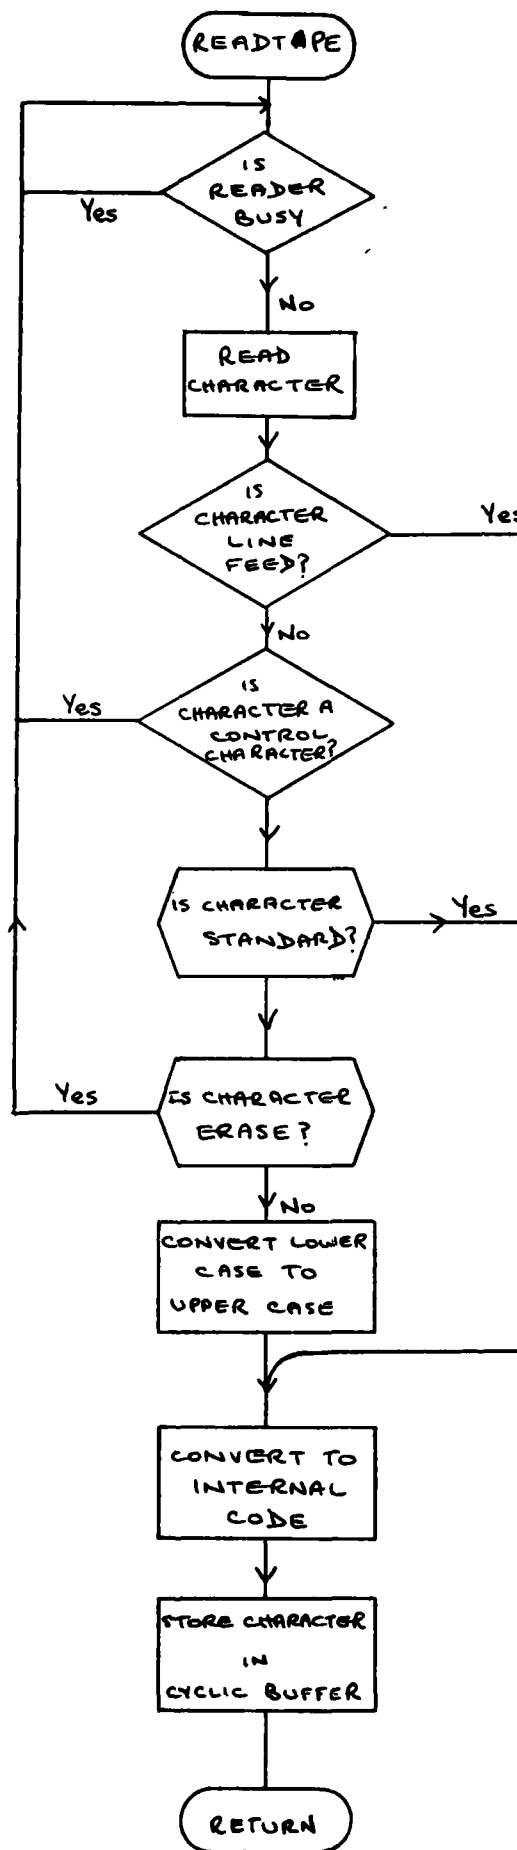 READTAPE
IS
READER
BUSY
Yes
No
READ
CHARACTER
IS
CHARACTER
LINE
FEED?
Yes
No
IS
CHARACTER A
CONTROL
CHARACTER?
Yes
IS CHARACTER
STANDARD?
Yes
IS CHARACTER
ERASE?
Yes
No
CONVERT LOWER
CASE TO
UPPER CASE
CONVERT TO
INTERNAL
CODE
STORE CHARACTER
IN
CYCLIC BUFFER
RETURN